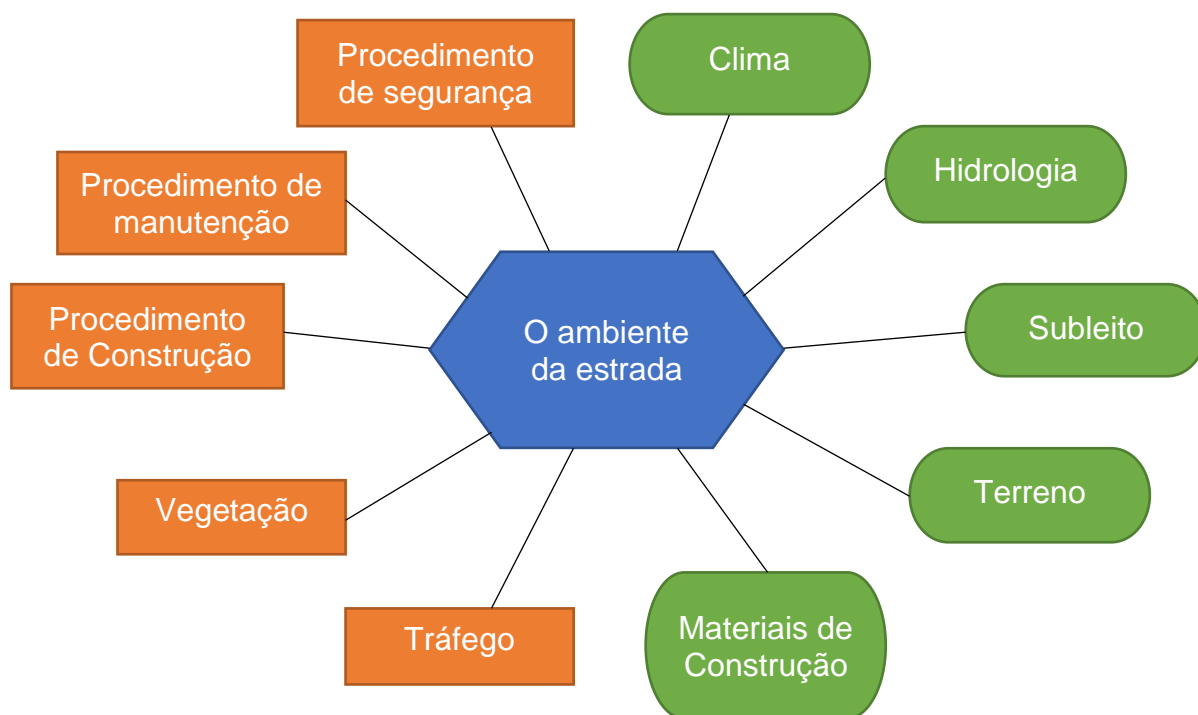 Procedimento
de segurança
Clima
Procedimento de
manutenção
Hidrologia
Procedimento
de Construção
O ambiente
da estrada
Subleito
Vegetação
Terreno
Tráfego
Materiais de
Construção